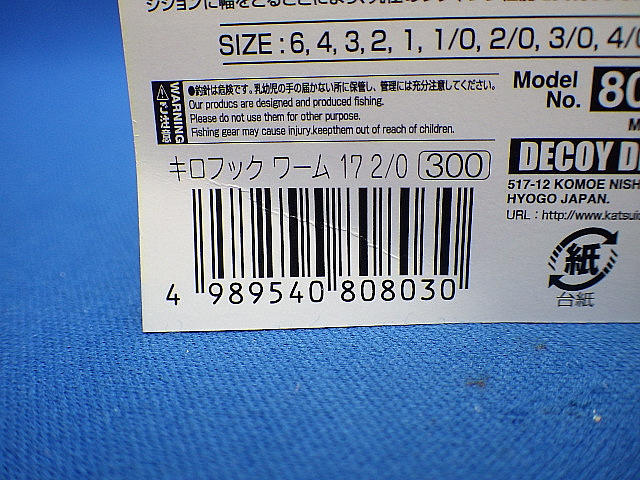 SIZE : 6, 4, 3, 2, 1, 1/0, 2/0, 3/0, 4/0
WARNING
ご注意
●釣針は危険です。乳幼児の手の届かない所に保管し、管理には充分注意してください。
Our producs are designed and produced fishing.
Please do not use them for other purpose.
Fishing gear may cause injury.keepthem out of reach of children.
Model
No.
80
キロフック ワーム 17 2/0 300
DECOY D
517-12 KOMOE NISH
HYOGO JAPAN.
URL : http://www.katsuic
紙
台紙
4 989540 808030